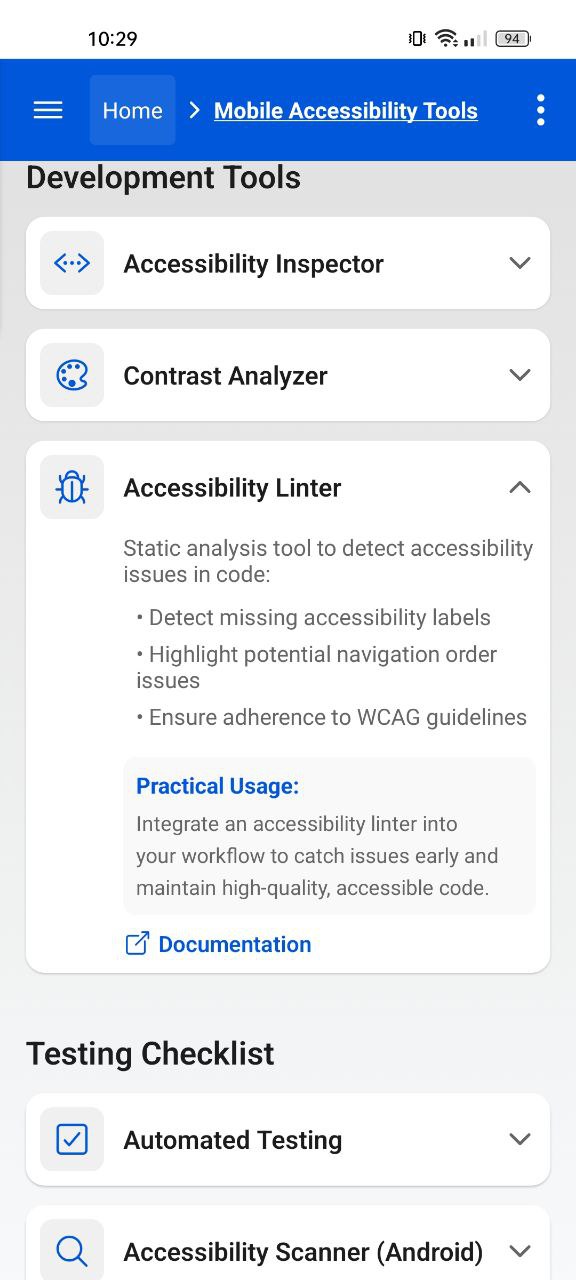 10:29
94
Home
Mobile Accessibility Tools
Development Tools
Accessibility Inspector
Contrast Analyzer
Accessibility Linter
Static analysis tool to detect accessibility
issues in code:
• Detect missing accessibility labels
• Highlight potential navigation order
issues
• Ensure adherence to WCAG guidelines
Practical Usage:
Integrate an accessibility linter into
your workflow to catch issues early and
maintain high-quality, accessible code.
Documentation
Testing Checklist
Automated Testing
Accessibility Scanner (Android)